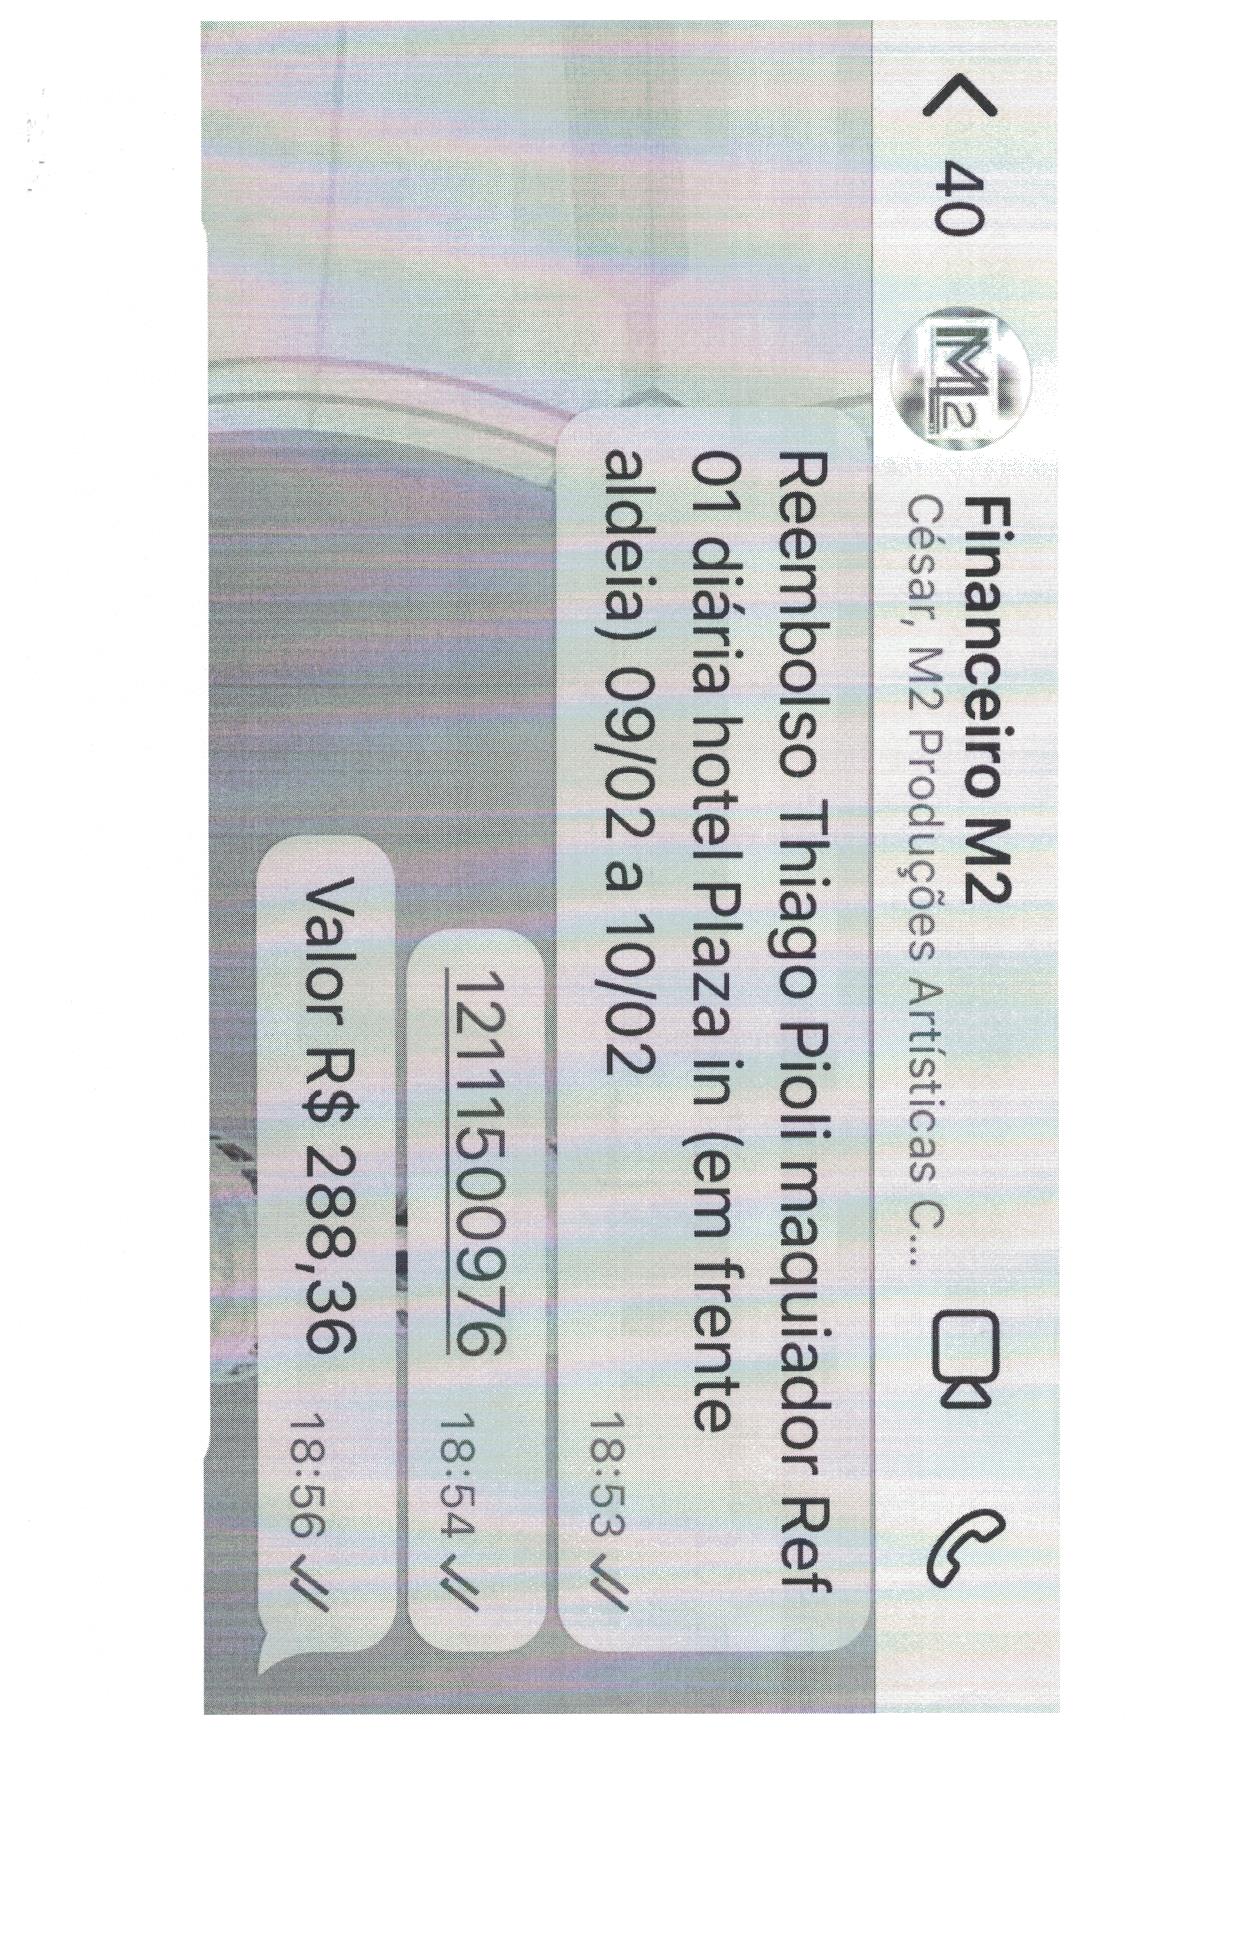 40
M2
Financeiro M2
César, M2 Produções Artísticas C...
Reembolso Thiago Pioli maquiador Ref
01 diária hotel Plaza in (em frente
aldeia) 09/02 a 10/02
18:53
12111500976
18:54
Valor R$ 288,36
18:56